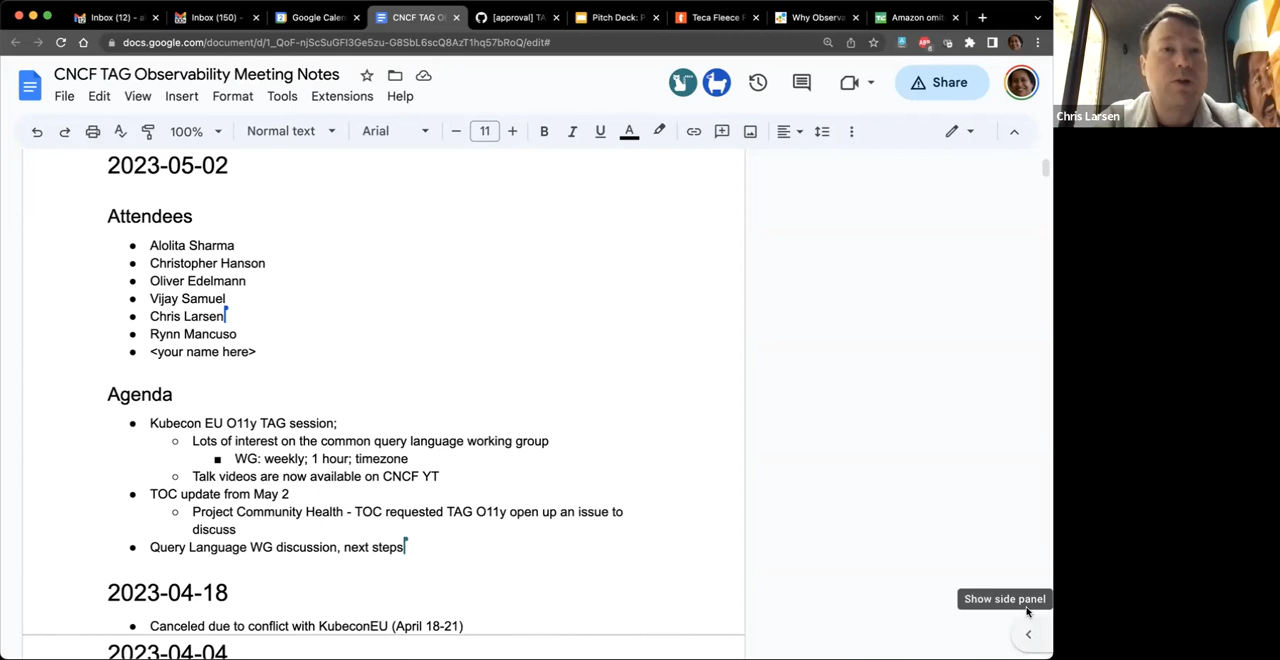 Inbox (12) - a
Inbox (150) -
Google Cale
CNCF TAG O
[approval] TA
Pitch Deck: P
Teca Fleece F
Why Observa
Amazon omit
docs.google.com/document/d/1_QoF-njScSuGFI3Ge5zu-G8SbL6scQ8AzT1hq57bRoQ/edit#
CNCF TAG Observability Meeting Notes
File Edit View Insert Format Tools Extensions Help
Share
100% Normal text Arial 11 B I U A
2023-05-02
Attendees
Alolita Sharma
Christopher Hanson
Oliver Edelmann
Vijay Samuel
Chris Larsen
Rynn Mancuso
<your name here>
Agenda
Kubecon EU O11y TAG session;
Lots of interest on the common query language working group
WG: weekly; 1 hour; timezone
Talk videos are now available on CNCF YT
TOC update from May 2
Project Community Health - TOC requested TAG O11y open up an issue to
discuss
Query Language WG discussion, next steps
2023-04-18
Canceled due to conflict with KubeconEU (April 18-21)
2023-04-04
Show side panel
Chris Larsen